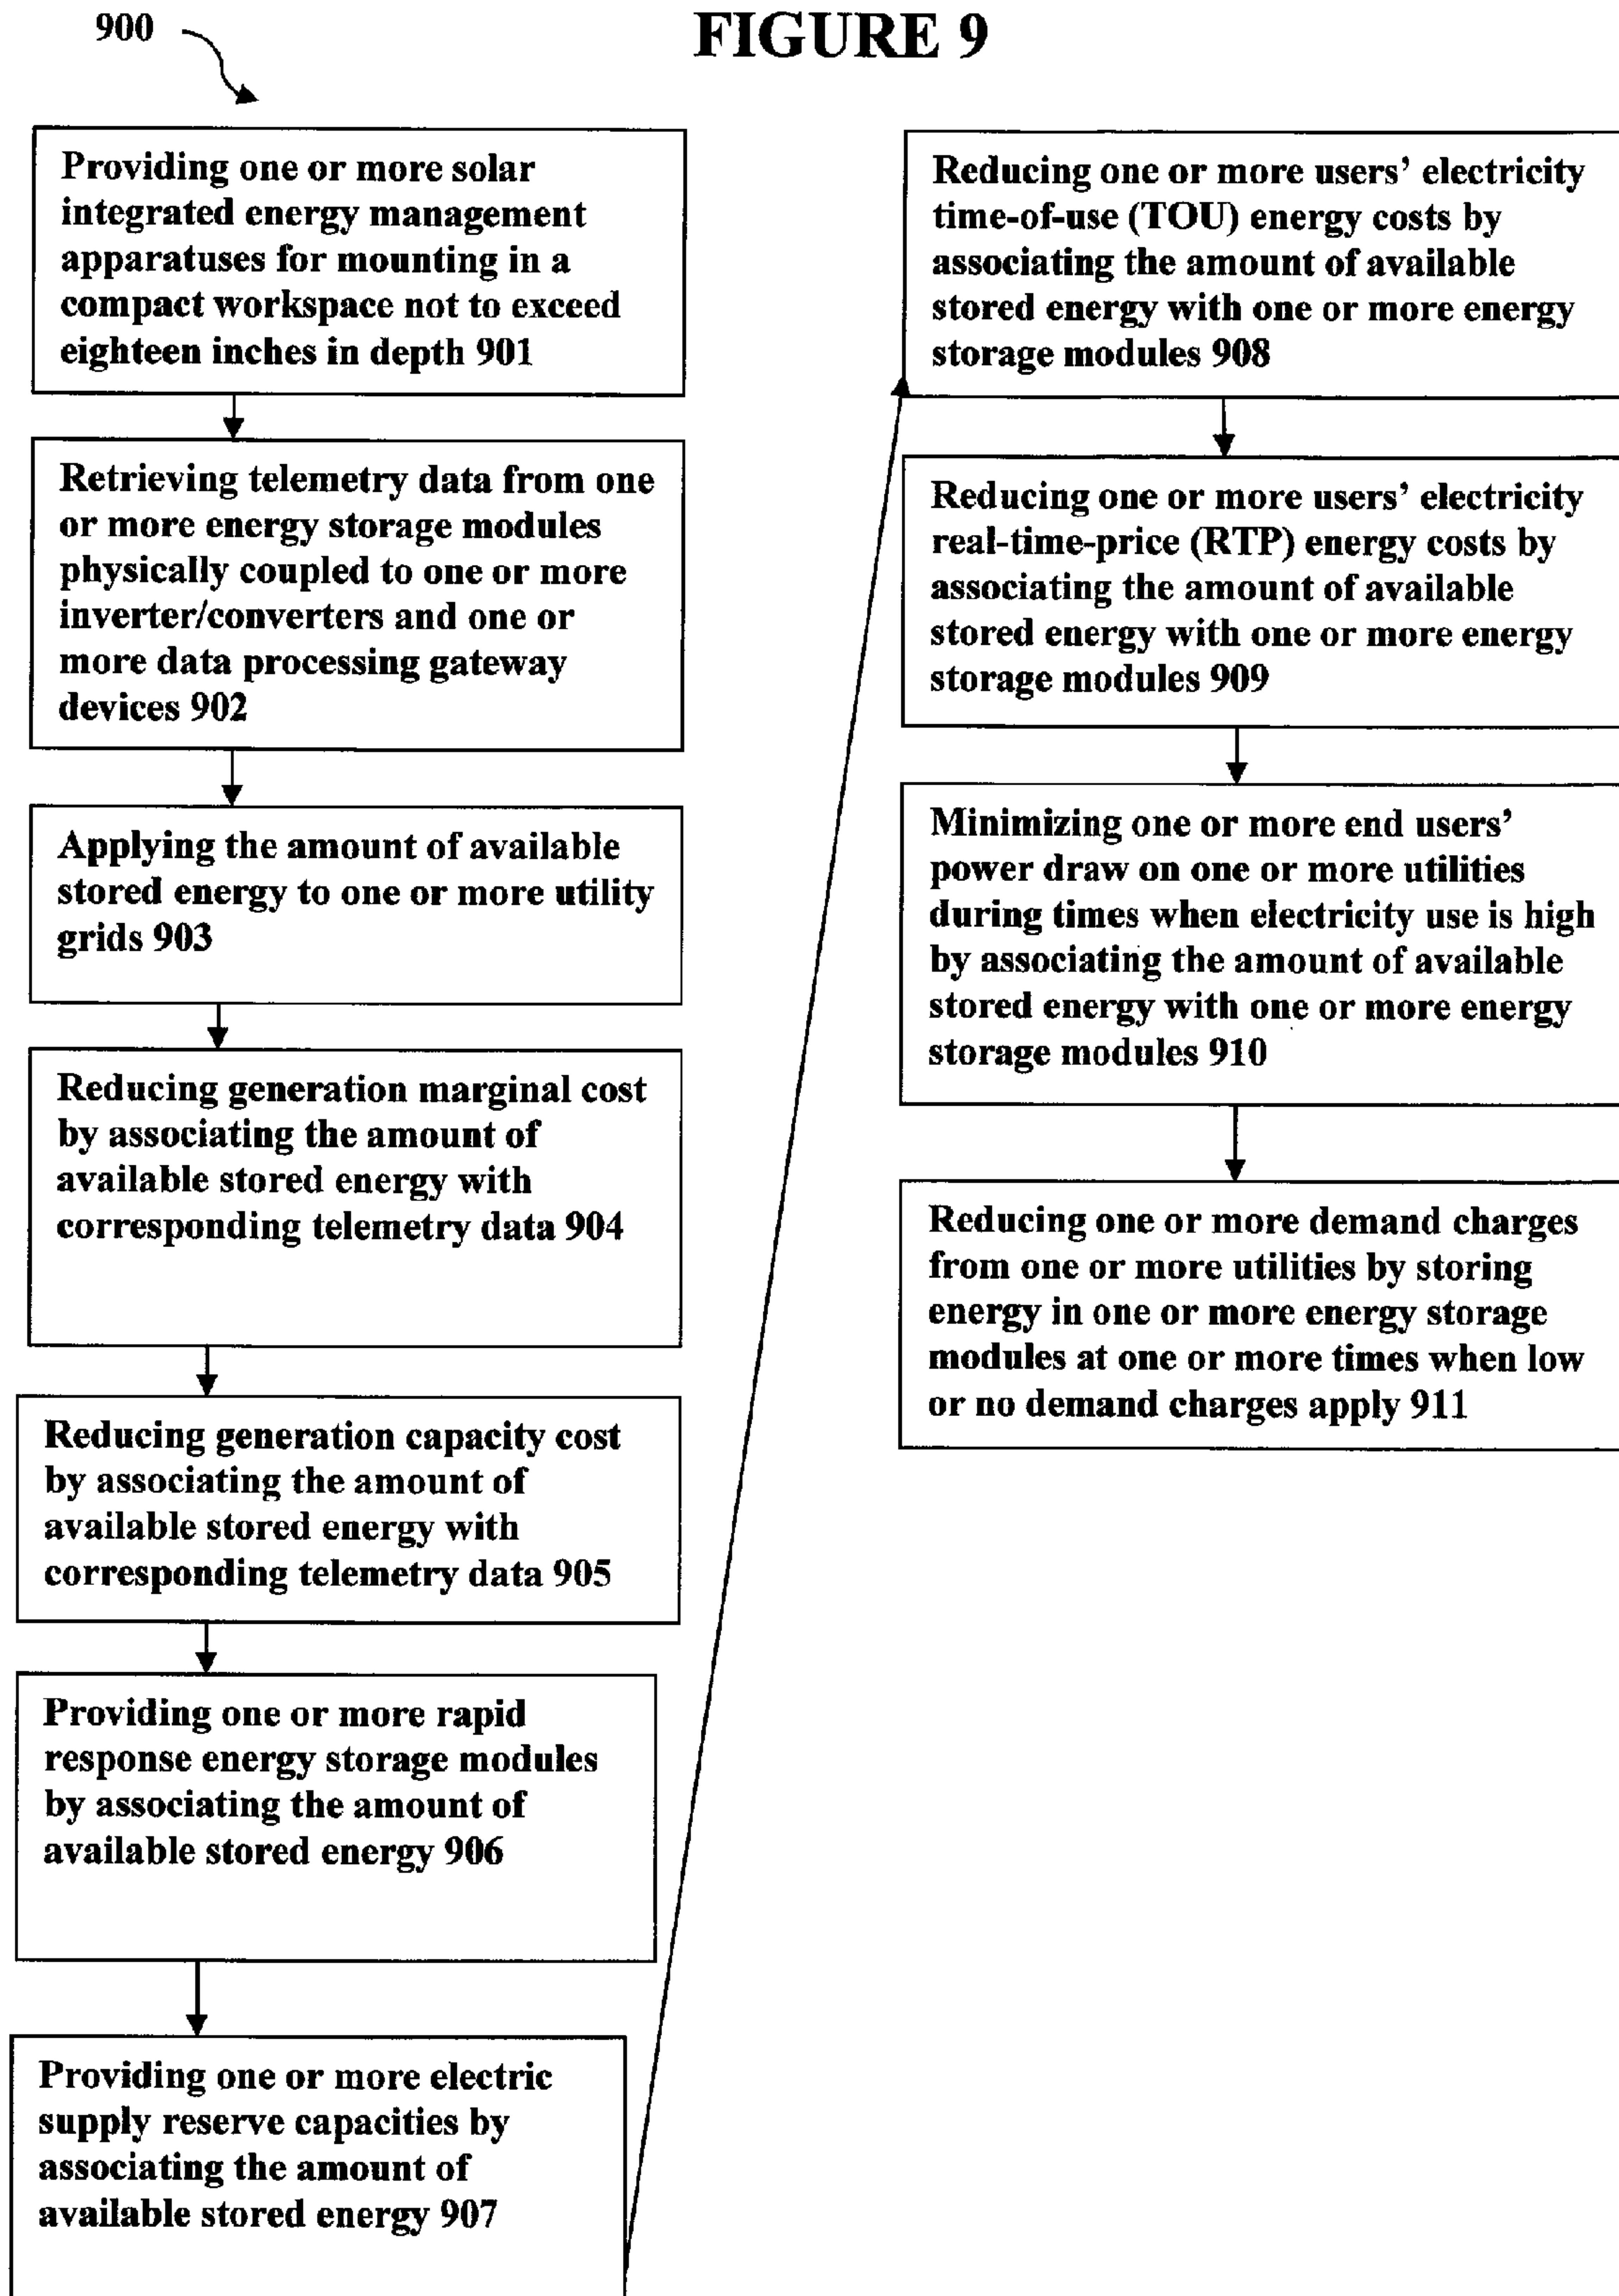 FIGURE 9
900
Providing one or more solar
integrated energy management
apparatuses for mounting in a
compact workspace not to exceed
eighteen inches in depth 901
Retrieving telemetry data from one
or more energy storage modules
physically coupled to one or more
inverter/converters and one or
more data processing gateway
devices 902
Applying the amount of available
stored energy to one or more utility
grids 903
Reducing generation marginal cost
by associating the amount of
available stored energy with
corresponding telemetry data 904
Reducing generation capacity cost
by associating the amount of
available stored energy with
corresponding telemetry data 905
Providing one or more rapid
response energy storage modules
by associating the amount of
available stored energy 906
Providing one or more electric
supply reserve capacities by
associating the amount of
available stored energy 907
Reducing one or more users’ electricity
time-of-use (TOU) energy costs by
associating the amount of available
stored energy with one or more energy
storage modules 908
Reducing one or more users’ electricity
real-time-price (RTP) energy costs by
associating the amount of available
stored energy with one or more energy
storage modules 909
Minimizing one or more end users’
power draw on one or more utilities
during times when electricity use is high
by associating the amount of available
stored energy with one or more energy
storage modules 910
Reducing one or more demand charges
from one or more utilities by storing
energy in one or more energy storage
modules at one or more times when low
or no demand charges apply 911